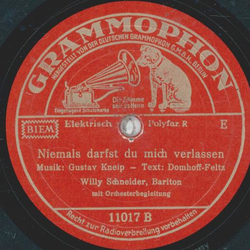 GRAMMOPHON
HERGESTELLT VON DER DEUTSCHEN GRAMMOPHON G.M.B.H. BERLIN
Die Stimme
seines Herrn
Eingetragene Schutzmarke
BIEM
Elektrisch
Polyfar R
E
Niemals darfst du mich verlassen
Musik: Gustav Kneip - Text: Domhoff-Feltz
Willy Schneider, Bariton
mit Orchesterbegleitung
11017 B
Recht zur Radioverbreitung vorbehalten